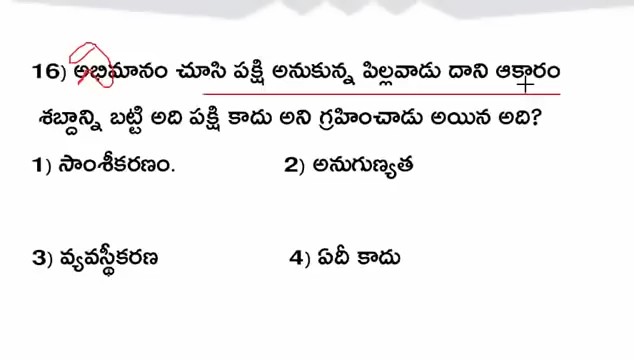 16) అభిమానం చూసి పక్షి అనుకున్న పిల్లవాడు దాని ఆకారం
శబ్దాన్ని బట్టి అది పక్షి కాదు అని గ్రహించాడు అయిన అది?
1) సాంశీకరణం. 2) అనుగుణ్యత
3) వ్యవస్థీకరణ 4) ఏదీ కాదు